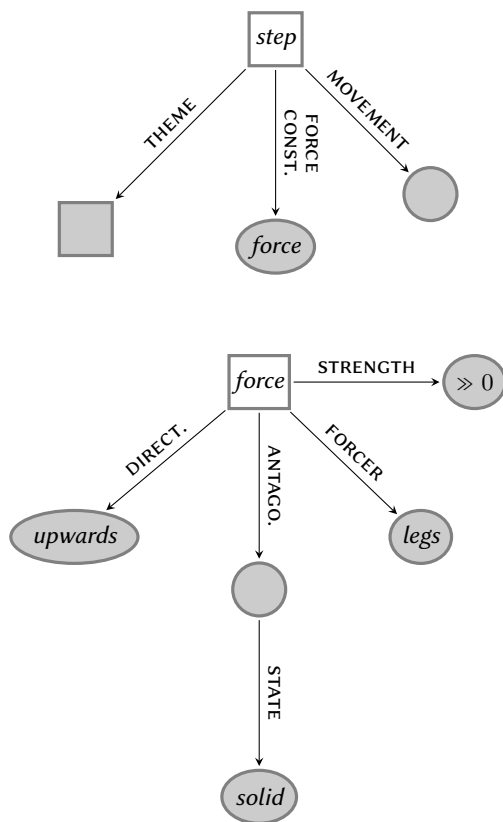 step
THEME
FORCE
CONST.
MOVEMENT
force
force
STRENGTH
≫ 0
DIRECT.
ANTAGO.
FORCER
upwards
legs
STATE
solid